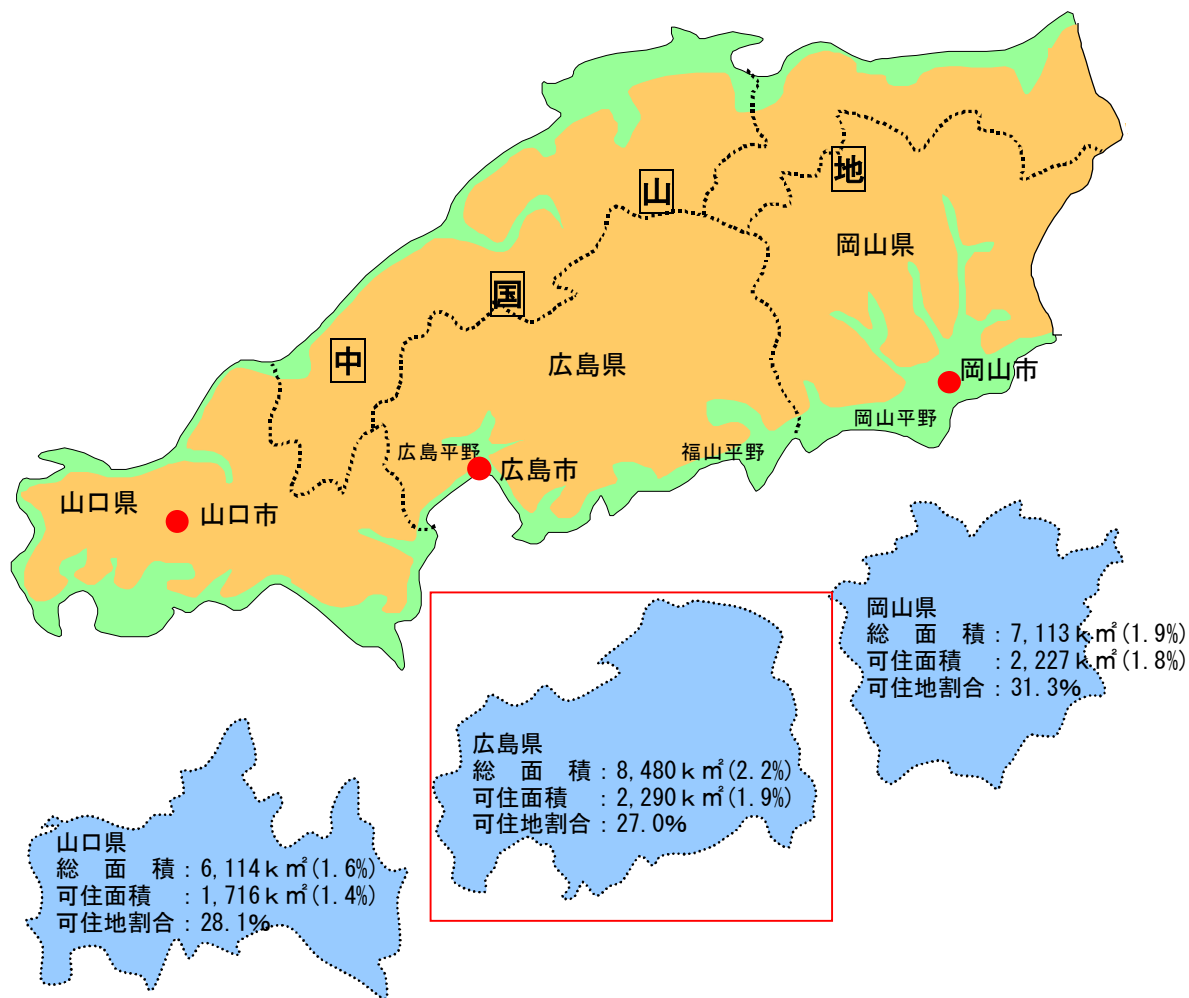 中
国
山
地
岡山県
広島県
岡山市
岡山平野
福山平野
広島平野
広島市
山口県
山口市
岡山県
総　面　積：7,113ｋ㎡(1.9%)
可住面積　：2,227ｋ㎡(1.8%)
可住地割合：31.3%
広島県
総　面　積：8,480ｋ㎡(2.2%)
可住面積　：2,290ｋ㎡(1.9%)
可住地割合：27.0%
山口県
総　面　積：6,114ｋ㎡(1.6%)
可住面積　：1,716ｋ㎡(1.4%)
可住地割合：28.1%